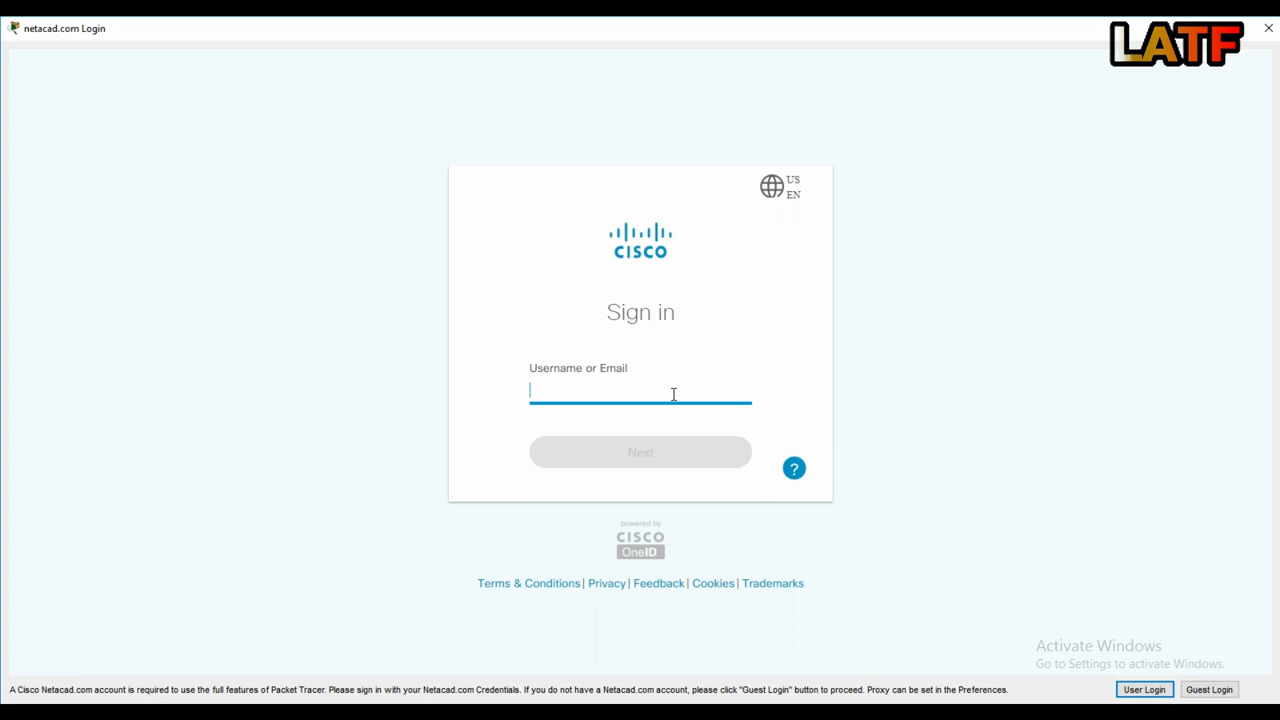 netacad.com Login
LATF
US
EN
CISCO
Sign in
Username or Email
Next
?
powered by
CISCO
OneID
Terms & Conditions | Privacy | Feedback | Cookies | Trademarks
Activate Windows
Go to Settings to activate Windows.
A Cisco Netacad.com account is required to use the full features of Packet Tracer. Please sign in with your Netacad.com Credentials. If you do not have a Netacad.com account, please click "Guest Login" button to proceed. Proxy can be set in the Preferences.
User Login
Guest Login